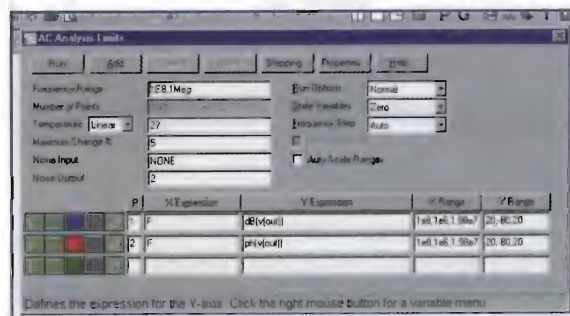 AC Analysis Limits
Run Add Stepping Properties Help
Frequency Range 1E8,1Meg Run Options Normal
Number of Points State Variables Zero
Temperature Linear 27 Frequency Step Auto
Maximum Change % 5
Noise Input NONE Auto Scale Ranges
Noise Output 2
P X Expression Y Expression X Range Y Range
1 F dB(v(out)) 1e8,1e6,1.98e7 20,-80,20
2 F ph(v(out)) 1e8,1e6,1.98e7 20,-80,20
Defines the expression for the Y-axis. Click the right mouse button for a variable menu